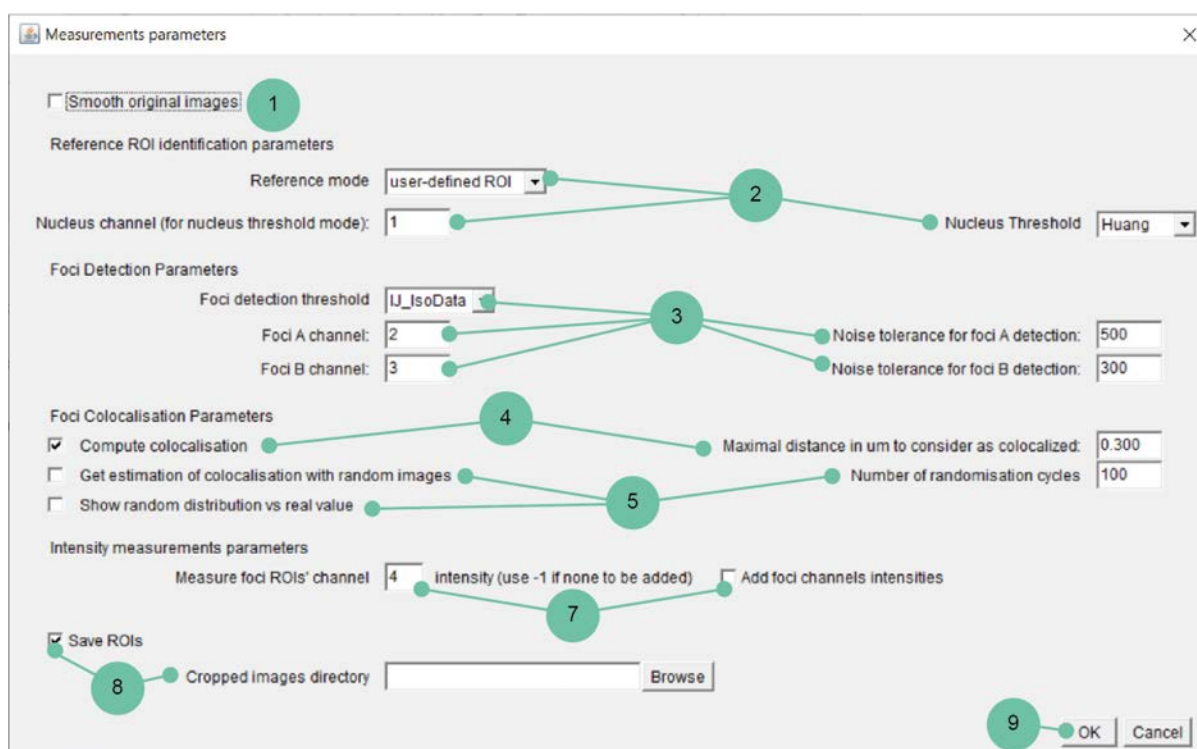 Measurements parameters
Smooth original images 1
Reference ROI identification parameters
Reference mode user-defined ROI
2
Nucleus channel (for nucleus threshold mode): 1 Nucleus Threshold Huang
Foci Detection Parameters
Foci detection threshold IJ_IsoData
3
Foci A channel: 2 Noise tolerance for foci A detection: 500
Foci B channel: 3 Noise tolerance for foci B detection: 300
Foci Colocalisation Parameters
4
Compute colocalisation Maximal distance in um to consider as colocalized: 0.300
Get estimation of colocalisation with random images Number of randomisation cycles 100
5
Show random distribution vs real value
Intensity measurements parameters
Measure foci ROIs' channel 4 intensity (use -1 if none to be added) Add foci channels intensities
7
Save ROIs
8
Cropped images directory Browse
9
OK Cancel